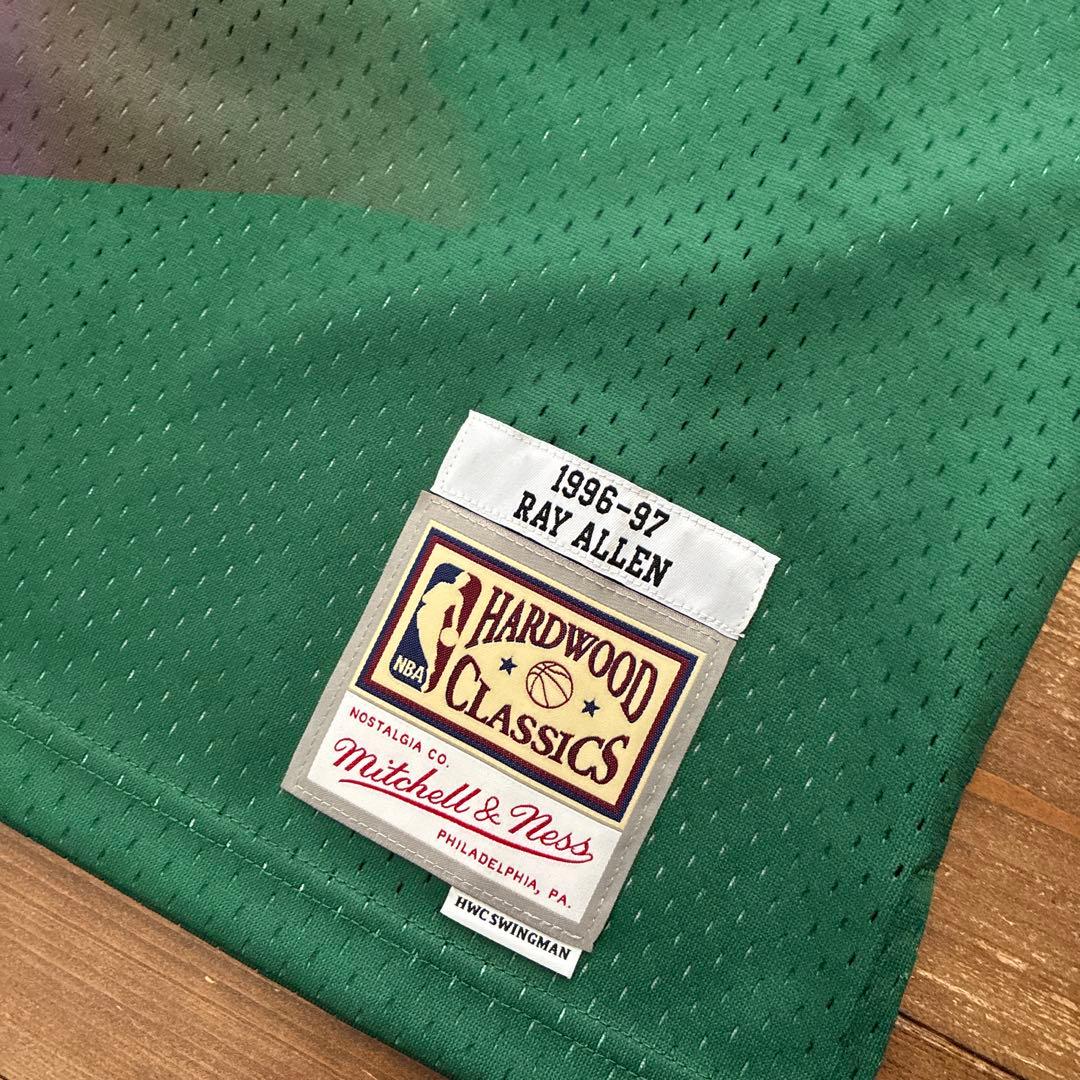 1996-97
RAY ALLEN
HARDWOOD
NBA
CLASSICS
NOSTALGIA CO.
Mitchell & Ness
PHILADELPHIA, PA.
HWC SWINGMAN